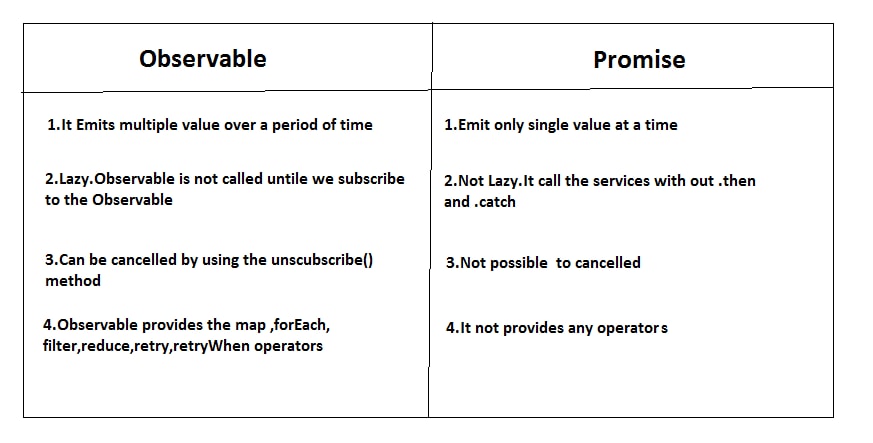 Observable
1.It Emits multiple value over a period of time
2.Lazy.Observable is not called untile we subscribe
to the Observable
3.Can be cancelled by using the unscubscribe()
method
4.Observable provides the map ,forEach,
filter,reduce,retry,retryWhen operators
Promise
1.Emit only single value at a time
2.Not Lazy.It call the services with out .then
and .catch
3.Not possible  to cancelled
4.It not provides any operators